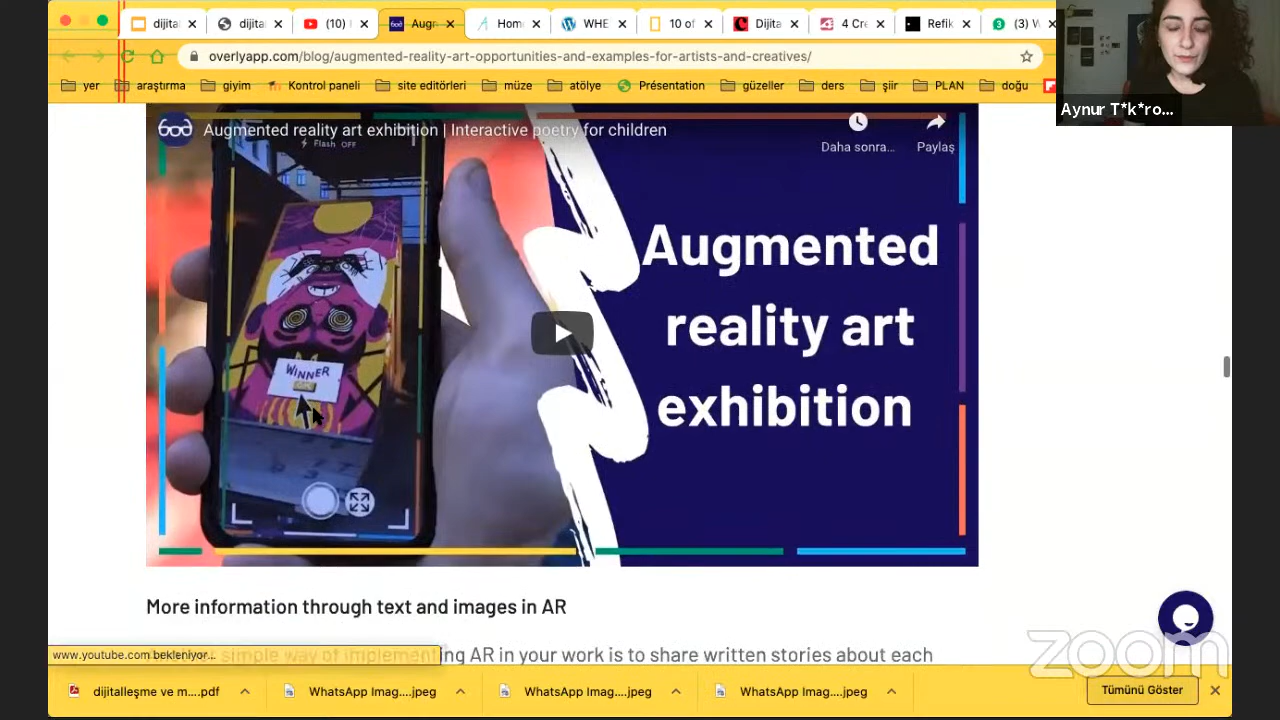 dijital
dijita
(10) I
Aug
Hom
WHE
10 of
Dijita
4 Cre
Refik
(3) W
overlyapp.com/blog/augmented-reality-art-opportunities-and-examples-for-artists-and-creatives/
yer
araştırma
giyim
Kontrol paneli
site editörleri
müze
atölye
Présentation
güzeller
ders
şiir
PLAN
doğu
Aynur T*k*ro...
Augmented reality art exhibition | Interactive poetry for children
Daha sonra...
Paylaş
Flash OFF
WINNER
Augmented
reality art
exhibition
More information through text and images in AR
www.youtube.com bekleniyor...
simple way of implementing AR in your work is to share written stories about each
zoom
dijitalleşme ve m....pdf
WhatsApp Imag....jpeg
WhatsApp Imag....jpeg
WhatsApp Imag....jpeg
Tümünü Göster